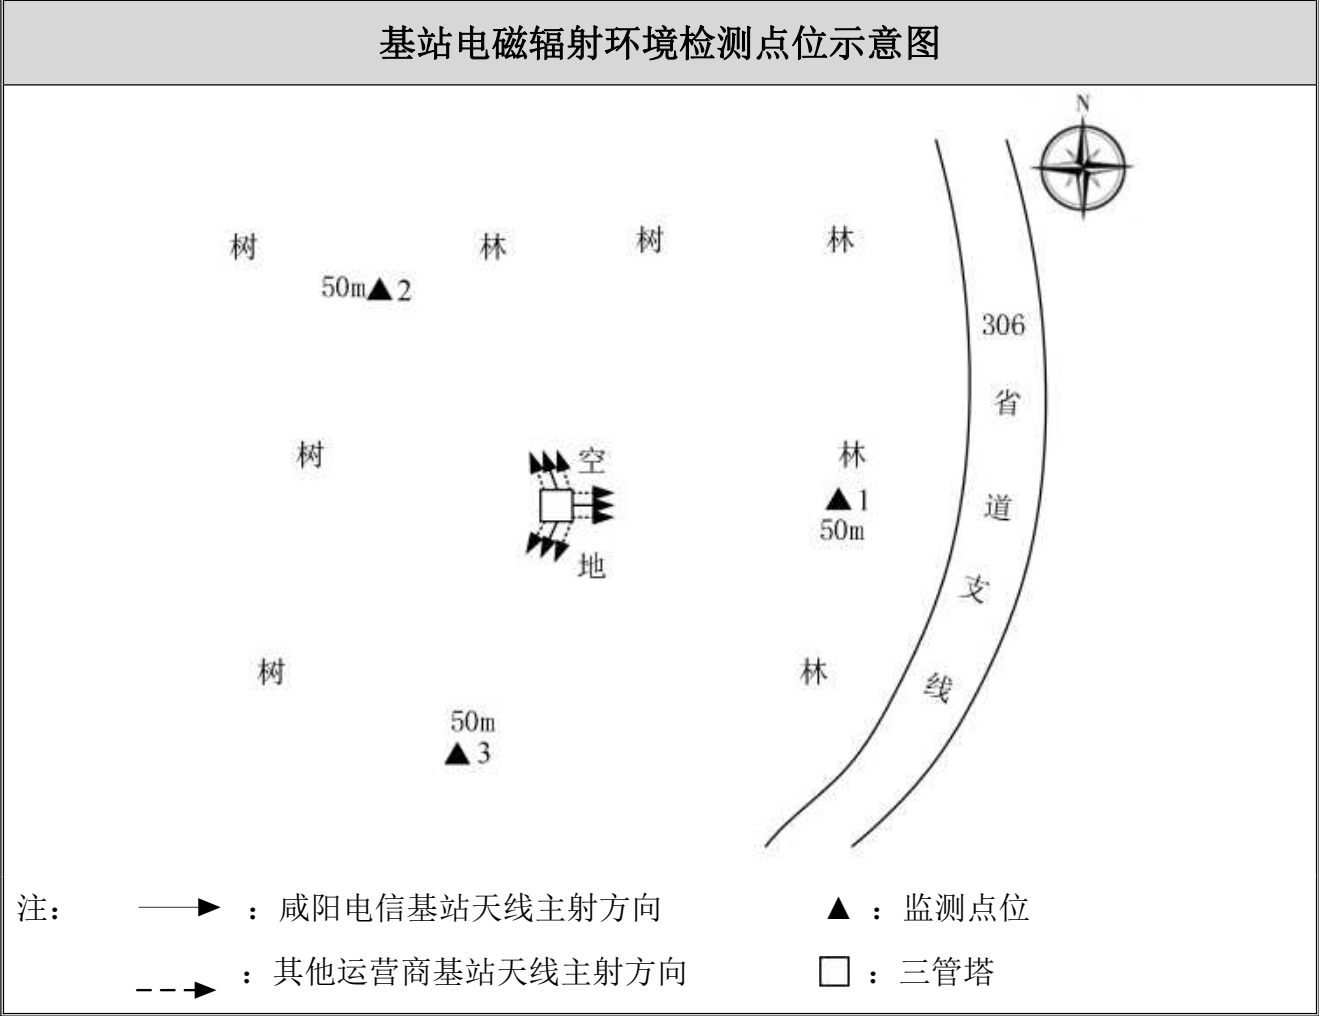 基站电磁辐射环境检测点位示意图
N
树 林 树 林
50m▲2
306
省
道
支
线
树 空 林
▲1
50m
地
树 林
50m
▲3
注： ：咸阳电信基站天线主射方向 ▲：监测点位
：其他运营商基站天线主射方向 □：三管塔